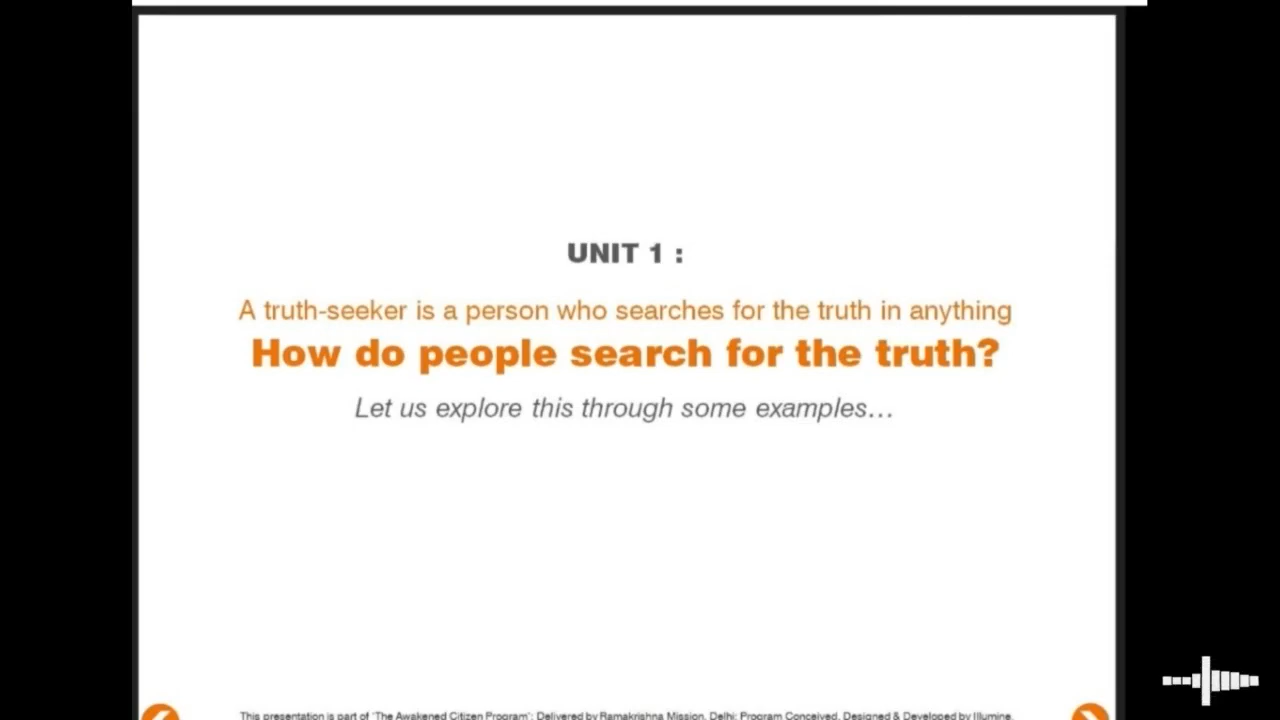 UNIT 1 :
A truth-seeker is a person who searches for the truth in anything
How do people search for the truth?
Let us explore this through some examples...
This presentation is part of "The Awakened Citizen Program"; Delivered by Ramakrishna Mission, Delhi; Program Conceived, Designed & Developed by Illumine.